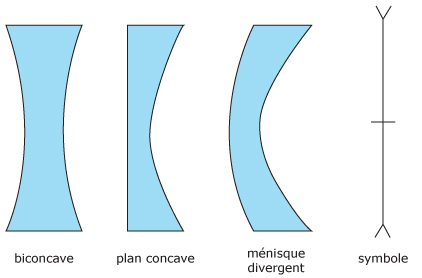 biconcave
plan concave
ménisque
divergent
symbole